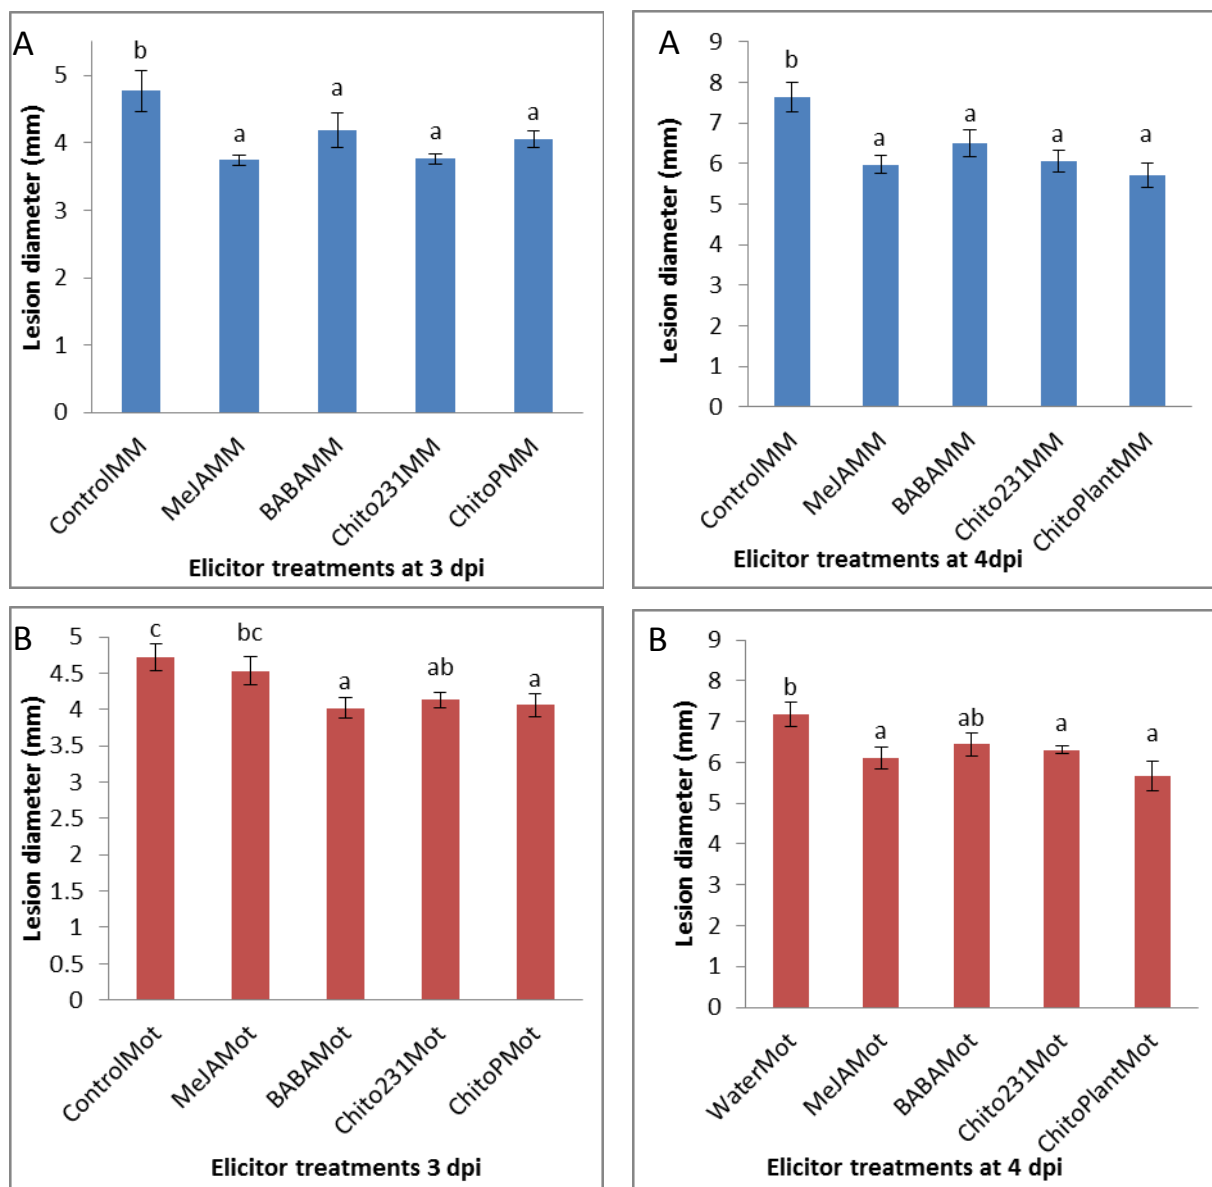 A
Lesion diameter (mm)
5
4
3
2
1
0
b
a
a
a
a
ControlMM
MeJAMM
BABAMM
Chito231MM
ChitoPMM
Elicitor treatments at 3 dpi
A
Lesion diameter (mm)
9
8
7
6
5
4
3
2
1
0
b
a
a
a
a
ControlMM
MeJAMM
BABAMM
Chito231MM
ChitoPlantMM
Elicitor treatments at 4dpi
B
Lesion diameter (mm)
5
4.5
4
3.5
3
2.5
2
1.5
1
0.5
0
c
bc
a
ab
a
ControlMot
MeJAMot
BABAMot
Chito231Mot
ChitoPMot
Elicitor treatments 3 dpi
B
Lesion diameter (mm)
9
8
7
6
5
4
3
2
1
0
b
a
ab
a
a
WaterMot
MeJAMot
BABAMot
Chito231Mot
ChitoPlantMot
Elicitor treatments at 4 dpi